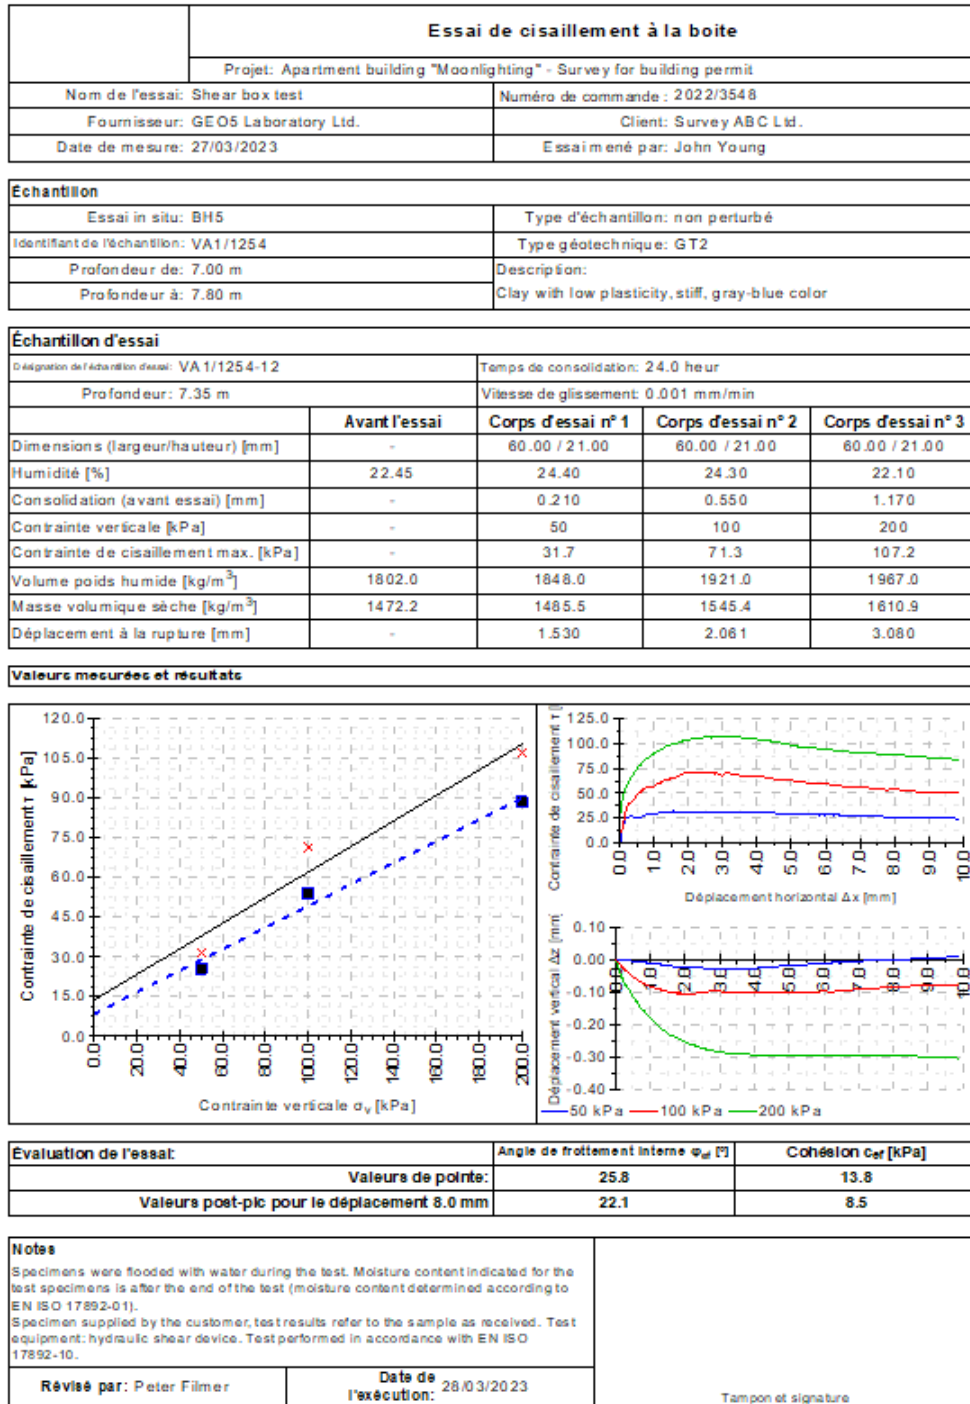 Essai de cisaillement à la boite
Projet: Apartment building "Moonlighting" - Survey for building permit
Nom de l'essai: Shear box test
Numéro de commande : 2022/3548
Fournisseur: GEO5 Laboratory Ltd.
Client: Survey ABC Ltd.
Date de mesure: 27/03/2023
Essai mené par: John Young
Échantillon
Essai in situ: BH5
Type d'échantillon: non perturbé
Identifiant de l'échantillon: VA1/1254
Type géotechnique: GT2
Profondeur de: 7.00 m
Description:
Profondeur à: 7.80 m
Clay with low plasticity, stiff, gray-blue color
Échantillon d'essai
Désignation de l'échantillon d'essai: VA1/1254-12
Temps de consolidation: 24.0 heur
Profondeur: 7.35 m
Vitesse de glissement: 0.001 mm/min
Avant l'essai Corps d'essai n° 1 Corps d'essai n° 2 Corps d'essai n° 3
Dimensions (largeur/hauteur) [mm] - 60.00 / 21.00 60.00 / 21.00 60.00 / 21.00
Humidité [%] 22.45 24.40 24.30 22.10
Consolidation (avant essai) [mm] - 0.210 0.550 1.170
Contrainte verticale [kPa] - 50 100 200
Contrainte de cisaillement max. [kPa] - 31.7 71.3 107.2
Volume poids humide [kg/m³] 1802.0 1848.0 1921.0 1967.0
Masse volumique sèche [kg/m³] 1472.2 1485.5 1545.4 1610.9
Déplacement à la rupture [mm] - 1.530 2.061 3.080
Valeurs mesurées et résultats
Contrainte de cisaillement τ [kPa]
120.0
105.0
90.0
75.0
60.0
45.0
30.0
15.0
0.0
0.0 20.0 40.0 60.0 80.0 100.0 120.0 140.0 160.0 180.0 200.0
Contrainte verticale σv [kPa]
Contrainte de cisaillement τ [
125.0
100.0
75.0
50.0
25.0
0.0
0.0 1.0 2.0 3.0 4.0 5.0 6.0 7.0 8.0 9.0 10.0
Déplacement horizontal Δx [mm]
Déplacement vertical Δz [mm]
0.10
0.00
-0.10
-0.20
-0.30
-0.40
0.0 1.0 2.0 3.0 4.0 5.0 6.0 7.0 8.0 9.0 10.0
50 kPa 100 kPa 200 kPa
Évaluation de l'essai: Angle de frottement interne φef [°] Cohésion cef [kPa]
Valeurs de pointe: 25.8 13.8
Valeurs post-pic pour le déplacement 8.0 mm 22.1 8.5
Notes
Specimens were flooded with water during the test. Moisture content indicated for the
test specimens is after the end of the test (moisture content determined according to
EN ISO 17892-01).
Specimen supplied by the customer, test results refer to the sample as received. Test
equipment: hydraulic shear device. Test performed in accordance with EN ISO
17892-10.
Révisé par: Peter Filmer
Date de
l'exécution: 28/03/2023
Tampon et signature